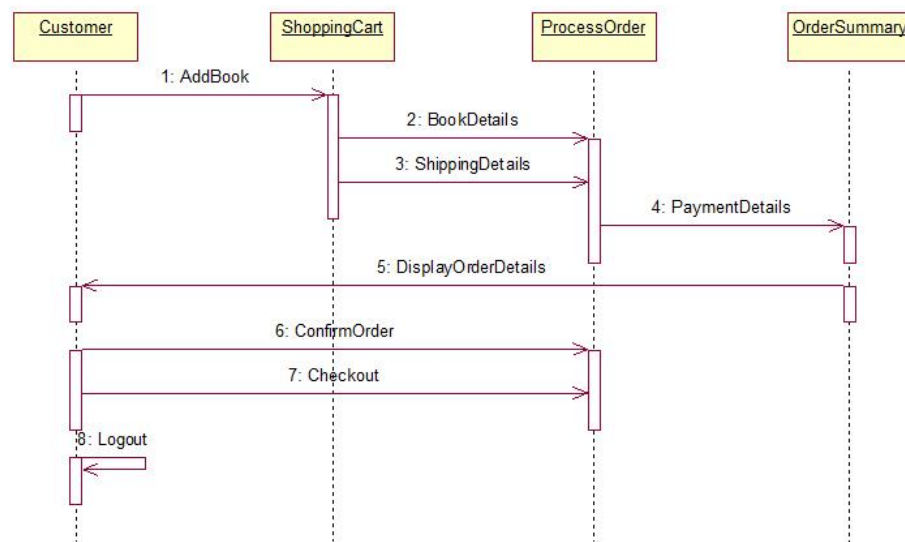 Customer
ShoppingCart
ProcessOrder
OrderSummary
1: AddBook
2: BookDetails
3: ShippingDetails
4: PaymentDetails
5: DisplayOrderDetails
6: ConfirmOrder
7: Checkout
8: Logout